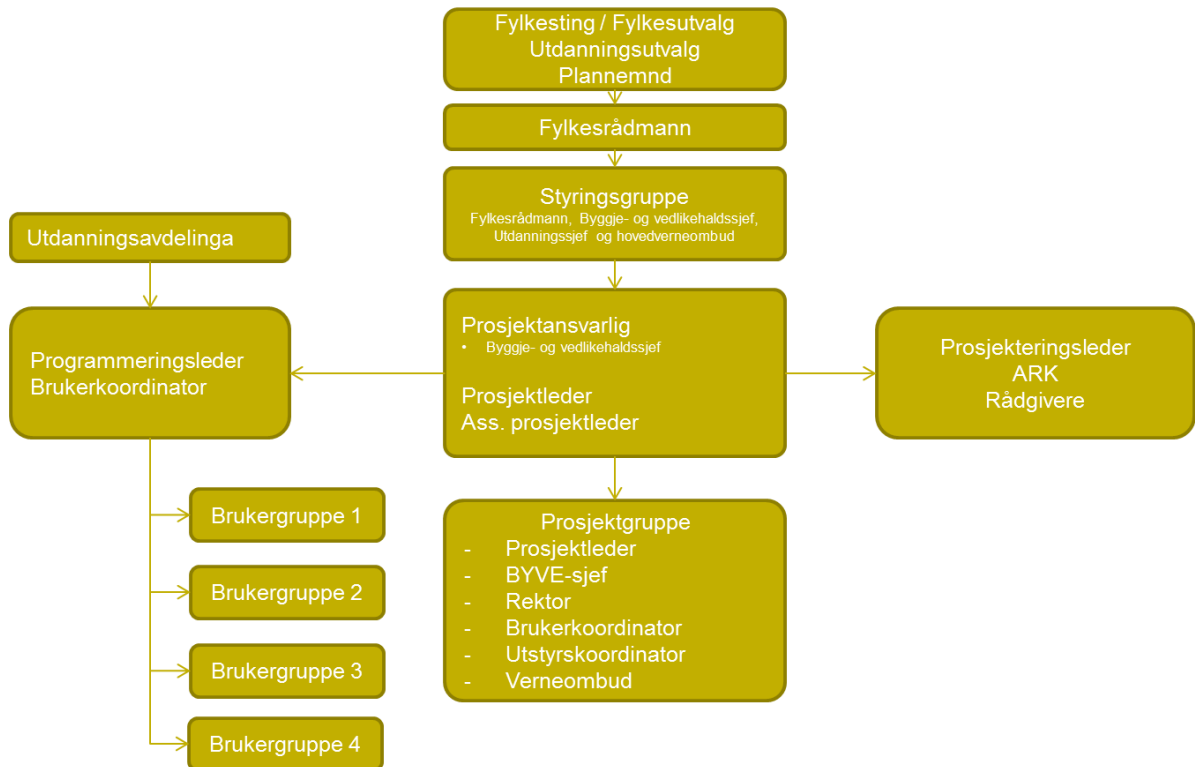 Fylkesting / Fylkesutvalg
Utdanningsutvalg
Plannemnd
Fylkesrådmann
Styringsgruppe
Fylkesrådmann, Byggje- og vedlikehaldssjef,
Utdanningssjef og hovedverneombud
Utdanningsavdelinga
Programmeringsleder
Brukerkoordinator
Prosjektansvarlig
• Byggje- og vedlikehaldssjef
Prosjektleder
Ass. prosjektleder
Prosjekteringsleder
ARK
Rådgivere
Brukergruppe 1
Brukergruppe 2
Brukergruppe 3
Brukergruppe 4
Prosjektgruppe
- Prosjektleder
- BYVE-sjef
- Rektor
- Brukerkoordinator
- Utstyrskoordinator
- Verneombud